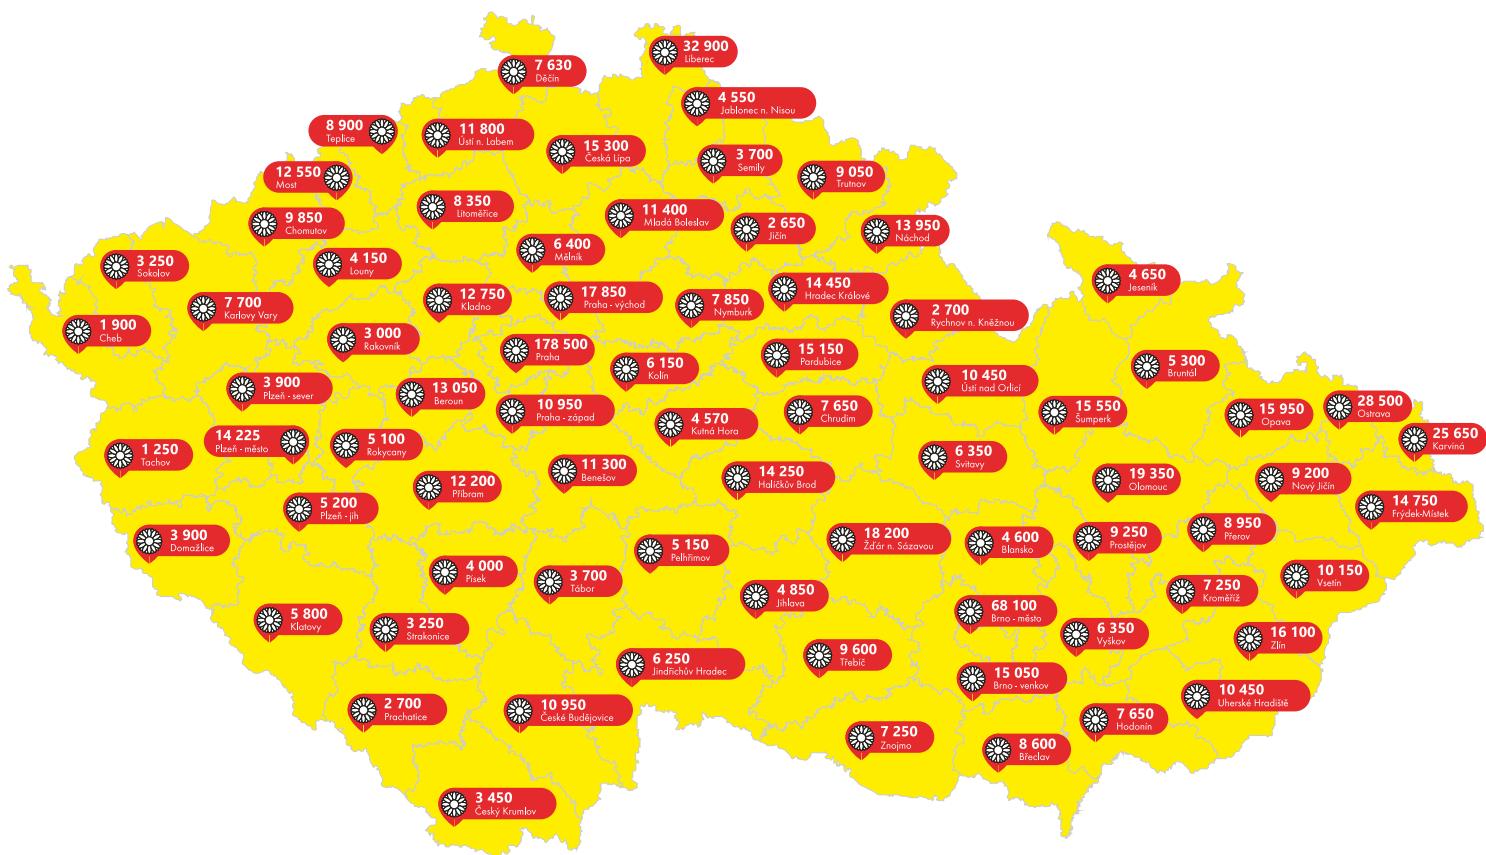 32 900
Liberec
7 630
Děčín
4 550
Jablonec n. Nisou
8 900
Teplice
11 800
Ústí n. Labem
15 300
Česká Lípa
3 700
Semily
9 050
Trutnov
12 550
Most
8 350
Litoměřice
11 400
Mladá Boleslav
2 650
Jičín
13 950
Náchod
9 850
Chomutov
6 400
Mělník
3 250
Sokolov
4 150
Louny
4 650
Jeseník
7 700
Karlovy Vary
12 750
Kladno
17 850
Praha - východ
7 850
Nymburk
14 450
Hradec Králové
2 700
Rychnov n. Kněžnou
1 900
Cheb
3 000
Rakovník
178 500
Praha
6 150
Kolín
15 150
Pardubice
5 300
Bruntál
3 900
Plzeň - sever
13 050
Beroun
10 950
Praha - západ
10 450
Ústí nad Orlicí
4 570
Kutná Hora
7 650
Chrudim
15 550
Šumperk
15 950
Opava
28 500
Ostrava
25 650
Karviná
1 250
Tachov
14 225
Plzeň - město
5 100
Rokycany
11 300
Benešov
14 250
Halíčkův Brod
6 350
Svitavy
19 350
Olomouc
9 200
Nový Jičín
12 200
Příbram
5 200
Plzeň - jih
14 750
Frýdek-Místek
3 900
Domažlice
5 150
Pelhřimov
18 200
Žďár n. Sázavou
4 600
Blansko
9 250
Prostějov
8 950
Přerov
4 000
Písek
3 700
Tábor
4 850
Jihlava
7 250
Kroměříž
10 150
Vsetín
5 800
Klatovy
3 250
Strakonice
68 100
Brno - město
6 350
Vyškov
16 100
Zlín
6 250
Jindřichův Hradec
9 600
Třebíč
15 050
Brno - venkov
10 450
Uherské Hradiště
2 700
Prachatice
10 950
České Budějovice
7 650
Hodonín
7 250
Znojmo
8 600
Břeclav
3 450
Český Krumlov